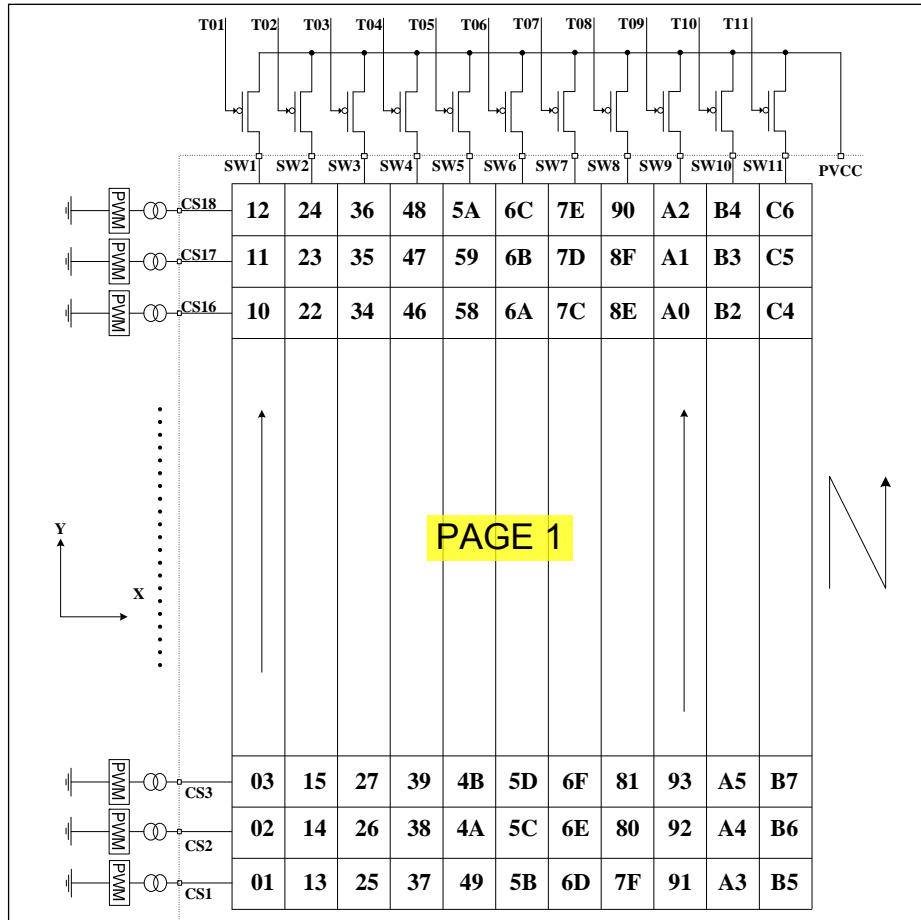 T01 T02 T03 T04 T05 T06 T07 T08 T09 T10 T11
SW1 SW2 SW3 SW4 SW5 SW6 SW7 SW8 SW9 SW10 SW11 PVCC
PWM CS18 12 24 36 48 5A 6C 7E 90 A2 B4 C6
PWM CS17 11 23 35 47 59 6B 7D 8F A1 B3 C5
PWM CS16 10 22 34 46 58 6A 7C 8E A0 B2 C4
Y
PAGE 1
X
PWM CS3 03 15 27 39 4B 5D 6F 81 93 A5 B7
PWM CS2 02 14 26 38 4A 5C 6E 80 92 A4 B6
PWM CS1 01 13 25 37 49 5B 6D 7F 91 A3 B5